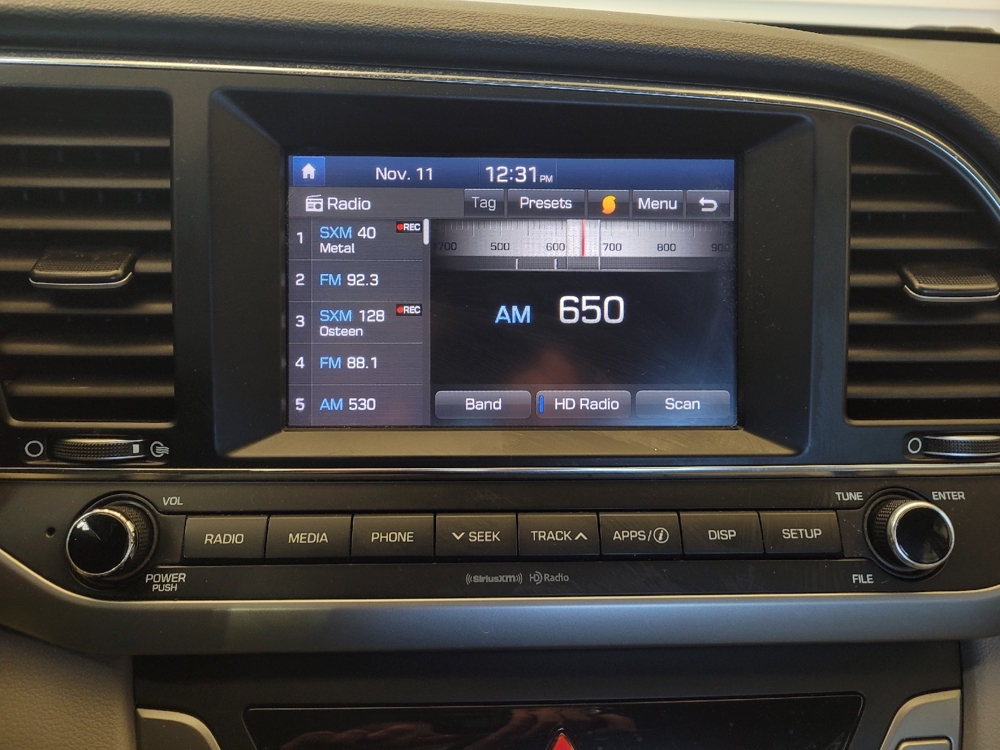 Nov. 11 12:31 PM
Radio Tag Presets Menu
1 SXM 40 REC
Metal
2 FM 92.3
3 SXM 128 REC
Osteen
4 FM 88.1
5 AM 530
700 500 600 700 800 900
AM 650
Band HD Radio Scan
VOL
TUNE ENTER
RADIO MEDIA PHONE SEEK TRACK APPS/i DISP SETUP
POWER
PUSH
FILE
((SiriusXM)) HD Radio